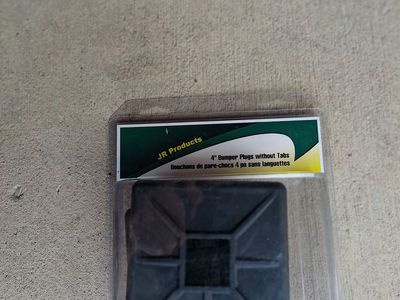 JR Products
4" Bumper Plugs without Tabs
Bouchons de pare-chocs 4 po sans languettes